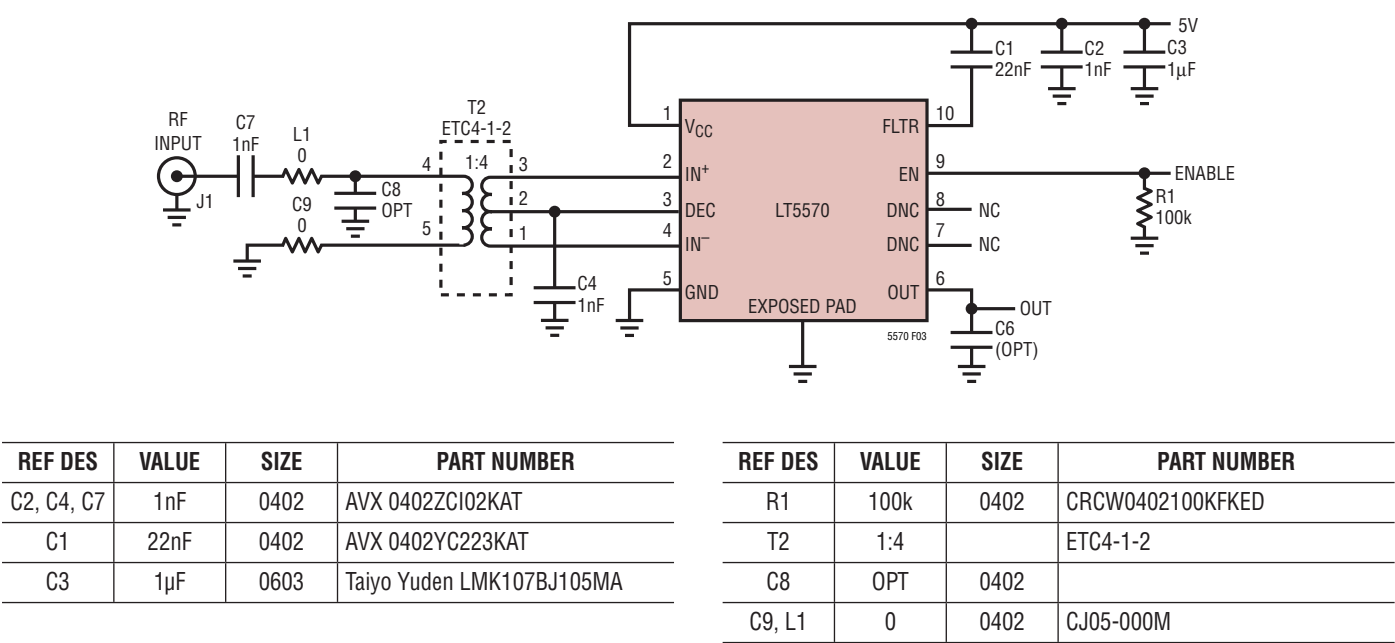 5V
C1
22nF
C2
1nF
C3
1μF
T2
ETC4-1-2
1:4
RF
INPUT
J1
C7
1nF
L1
0
C8
OPT
C9
0
4
5
3
2
1
C4
1nF
1
VCC
2
IN+
3
DEC
4
IN−
5
GND
LT5570
EXPOSED PAD
FLTR
10
EN
9
DNC
8
NC
DNC
7
NC
OUT
6
ENABLE
R1
100k
OUT
C6
(OPT)
5570 F03
REF DES VALUE SIZE PART NUMBER
C2, C4, C7 1nF 0402 AVX 0402ZCI02KAT
C1 22nF 0402 AVX 0402YC223KAT
C3 1μF 0603 Taiyo Yuden LMK107BJ105MA
REF DES VALUE SIZE PART NUMBER
R1 100k 0402 CRCW0402100KFKED
T2 1:4 ETC4-1-2
C8 OPT 0402
C9, L1 0 0402 CJ05-000M